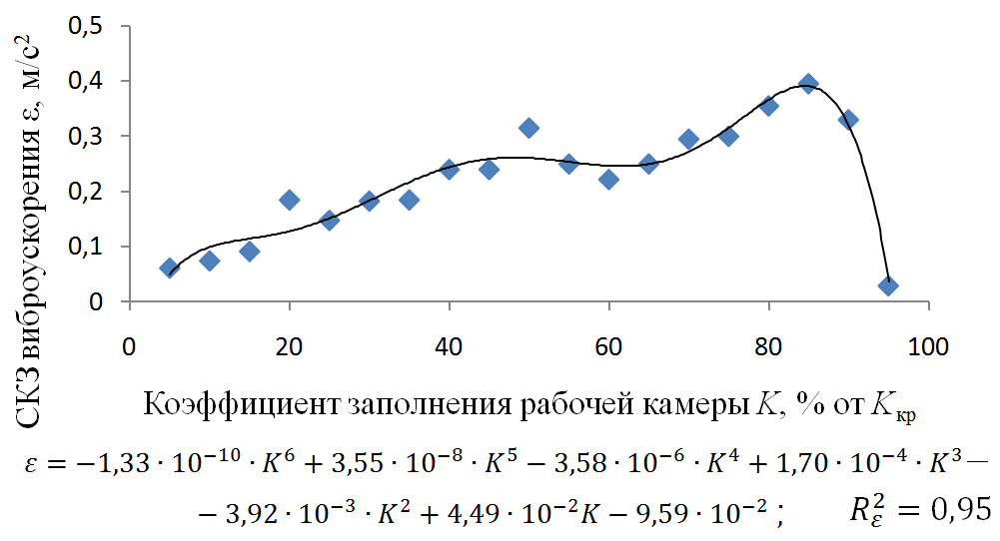 СКЗ виброускорения ε, м/с²
0,5
0,4
0,3
0,2
0,1
0
0 20 40 60 80 100
Коэффициент заполнения рабочей камеры K, % от Kкр
ε = −1,33 · 10⁻¹⁰ · K⁶ + 3,55 · 10⁻⁸ · K⁵ − 3,58 · 10⁻⁶ · K⁴ + 1,70 · 10⁻⁴ · K³ −
− 3,92 · 10⁻³ · K² + 4,49 · 10⁻²K − 9,59 · 10⁻² ; R²ε = 0,95